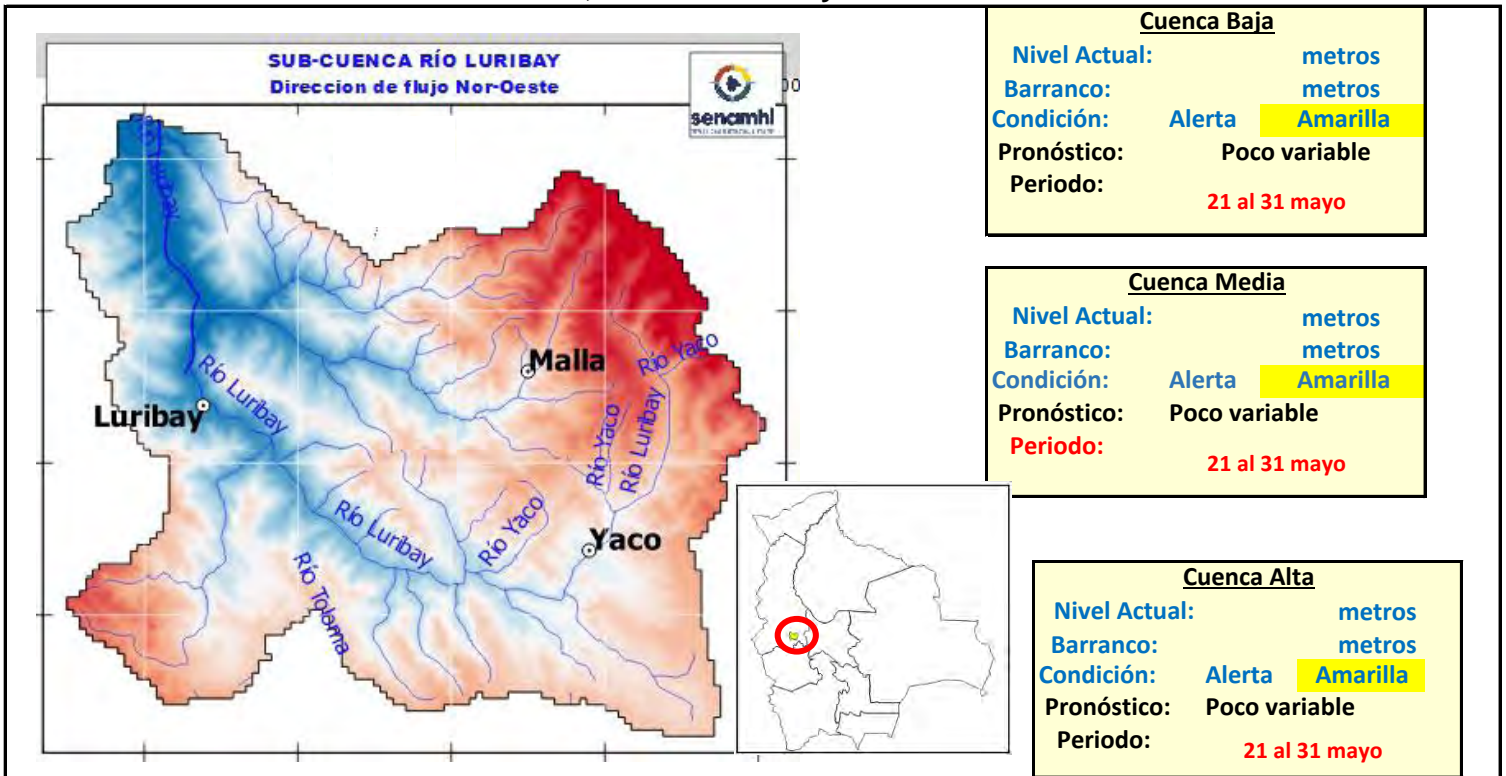 SUB-CUENCA RÍO LURIBAY
Direccion de flujo Nor-Oeste
senamhi
00
Río Luribay
Malla
Río Yaco
Luribay
Río Luribay
Río Yaco
Río Luribay
Río Luribay
Río Yaco
Yaco
Río Tolama
Cuenca Baja
Nivel Actual: metros
Barranco: metros
Condición: Alerta Amarilla
Pronóstico: Poco variable
Periodo:
21 al 31 mayo
Cuenca Media
Nivel Actual: metros
Barranco: metros
Condición: Alerta Amarilla
Pronóstico: Poco variable
Periodo:
21 al 31 mayo
Cuenca Alta
Nivel Actual: metros
Barranco: metros
Condición: Alerta Amarilla
Pronóstico: Poco variable
Periodo:
21 al 31 mayo